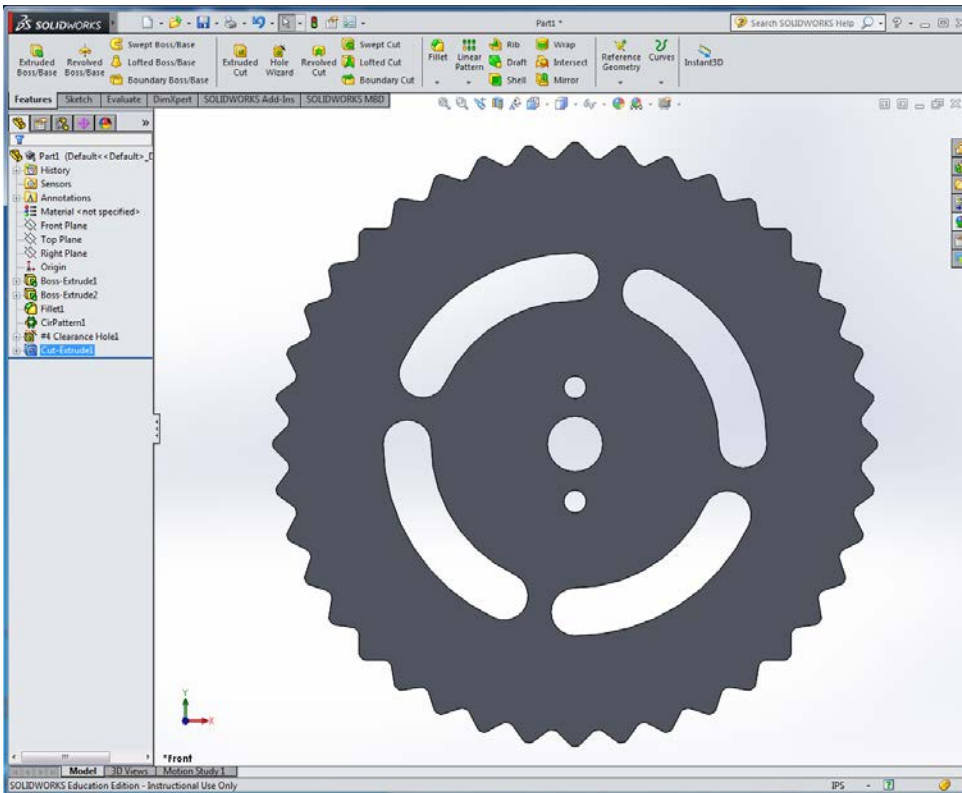 SOLIDWORKS
Part1 *
Search SOLIDWORKS Help
Extruded Boss/Base
Revolved Boss/Base
Swept Boss/Base
Lofted Boss/Base
Boundary Boss/Base
Extruded Cut
Hole Wizard
Revolved Cut
Swept Cut
Lofted Cut
Boundary Cut
Fillet
Linear Pattern
Rib
Draft
Shell
Wrap
Intersect
Mirror
Reference Geometry
Curves
Instant3D
Features Sketch Evaluate DimXpert SOLIDWORKS Add-Ins SOLIDWORKS MBD
Part1 (Default<<Default>_D
History
Sensors
Annotations
Material <not specified>
Front Plane
Top Plane
Right Plane
Origin
Boss-Extrude1
Boss-Extrude2
Fillet1
CirPattern1
#4 Clearance Hole1
Cut-Extrude1
Y
X
*Front
Model 3D Views Motion Study 1
SOLIDWORKS Education Edition - Instructional Use Only
IPS -